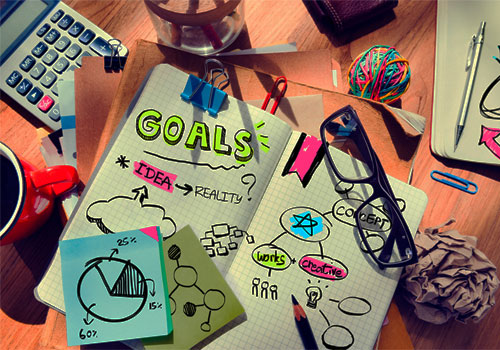 GOALS
* IDEA → REALITY?
CONCEPT
works + creative
25%
15%
60%